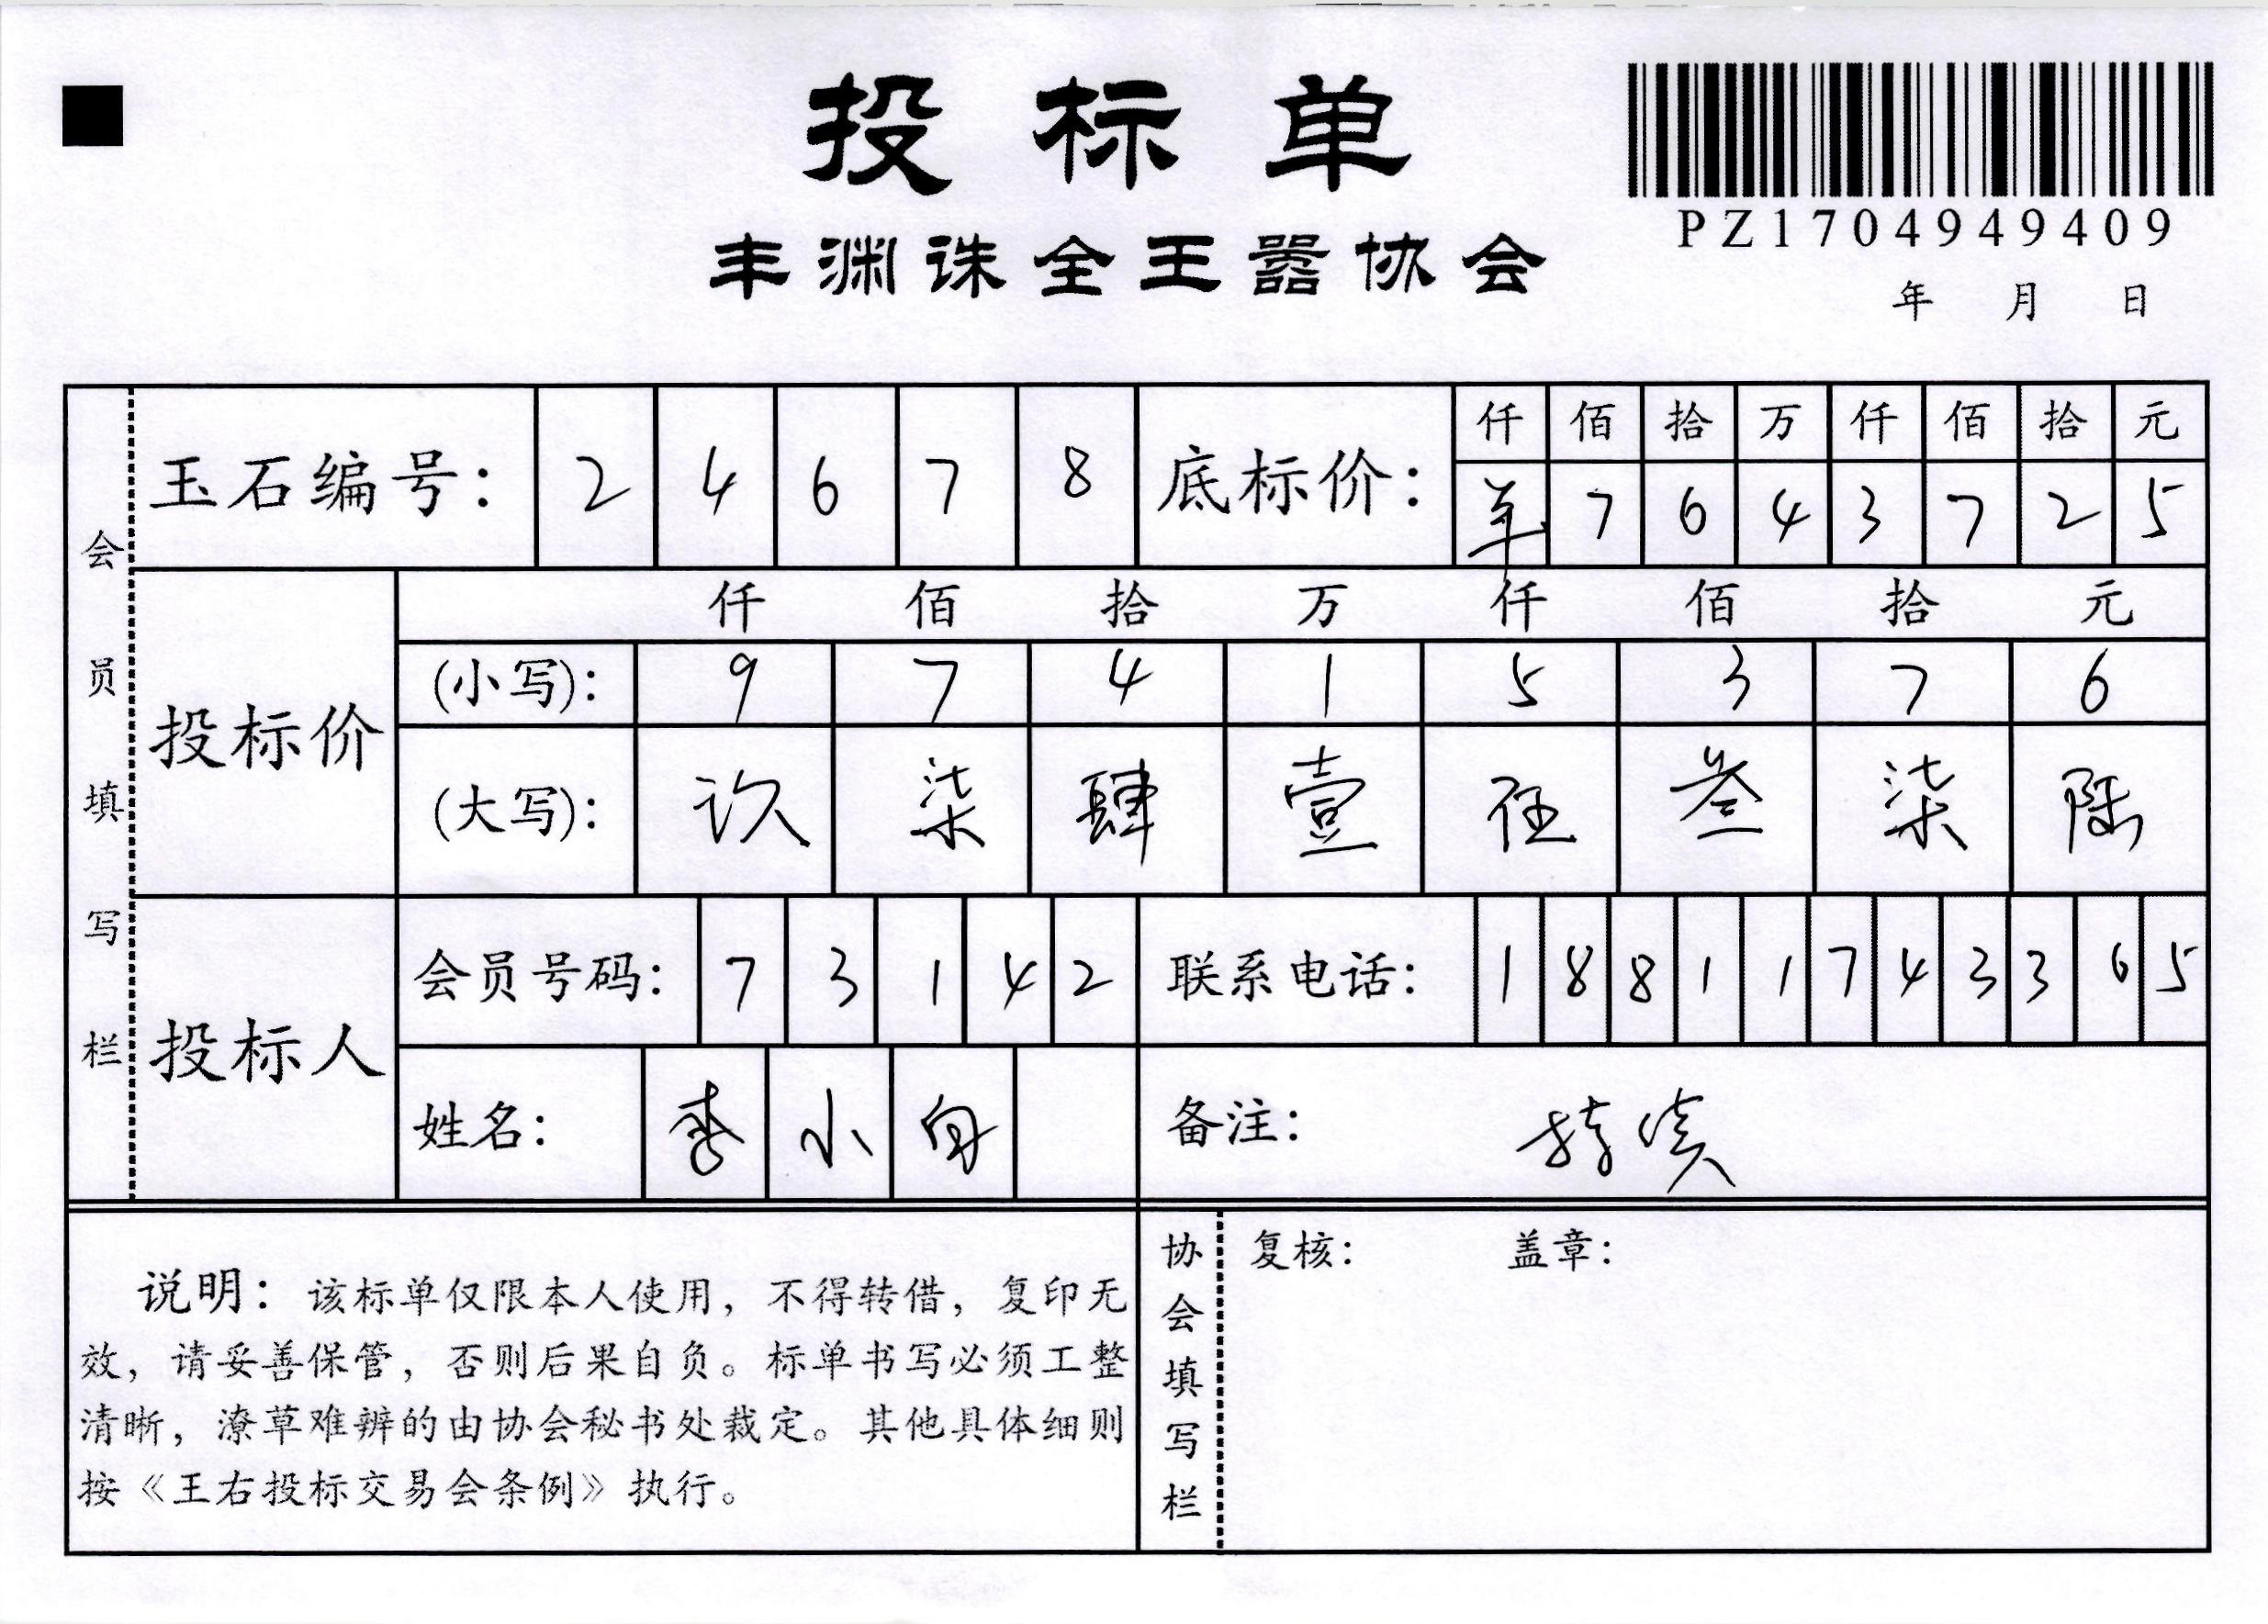 投标单
PZ1704949409
丰渊诛全王嚣协会
年 月 日
会员填写栏
玉石编号: 2 4 6 7 8
底标价: 仟 佰 拾 万 仟 佰 拾 元
羊 7 6 4 3 7 2 5
投标价
仟 佰 拾 万 仟 佰 拾 元
(小写): 9 7 4 1 5 3 7 6
(大写): 玖 柒 肆 壹 伍 叁 柒 陆
投标人
会员号码: 7 3 1 4 2
联系电话: 1 8 8 1 1 7 4 3 3 6 5
姓名: 李 小
备注:
说明: 该标单仅限本人使用, 不得转借, 复印无
效, 请妥善保管, 否则后果自负。标单书写必须工整
清晰, 潦草难辨的由协会秘书处裁定。其他具体细则
按《王右投标交易会条例》执行。
协会填写栏
复核: 盖章: